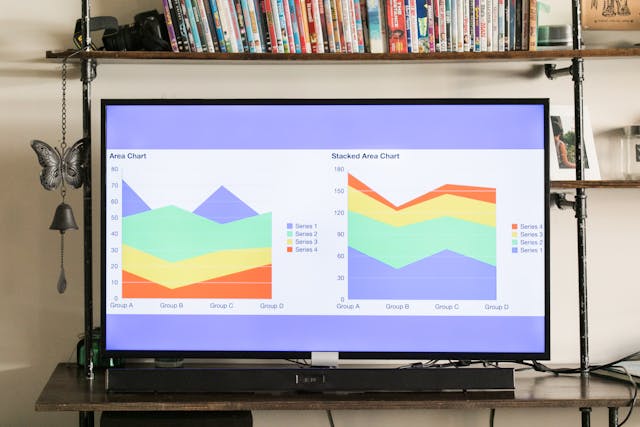 Area Chart
80
70
60
50
40
30
20
10
0
Group A
Group B
Group C
Group D
Series 1
Series 2
Series 3
Series 4
Stacked Area Chart
180
150
120
90
60
30
0
Group A
Group B
Group C
Group D
Series 4
Series 3
Series 2
Series 1